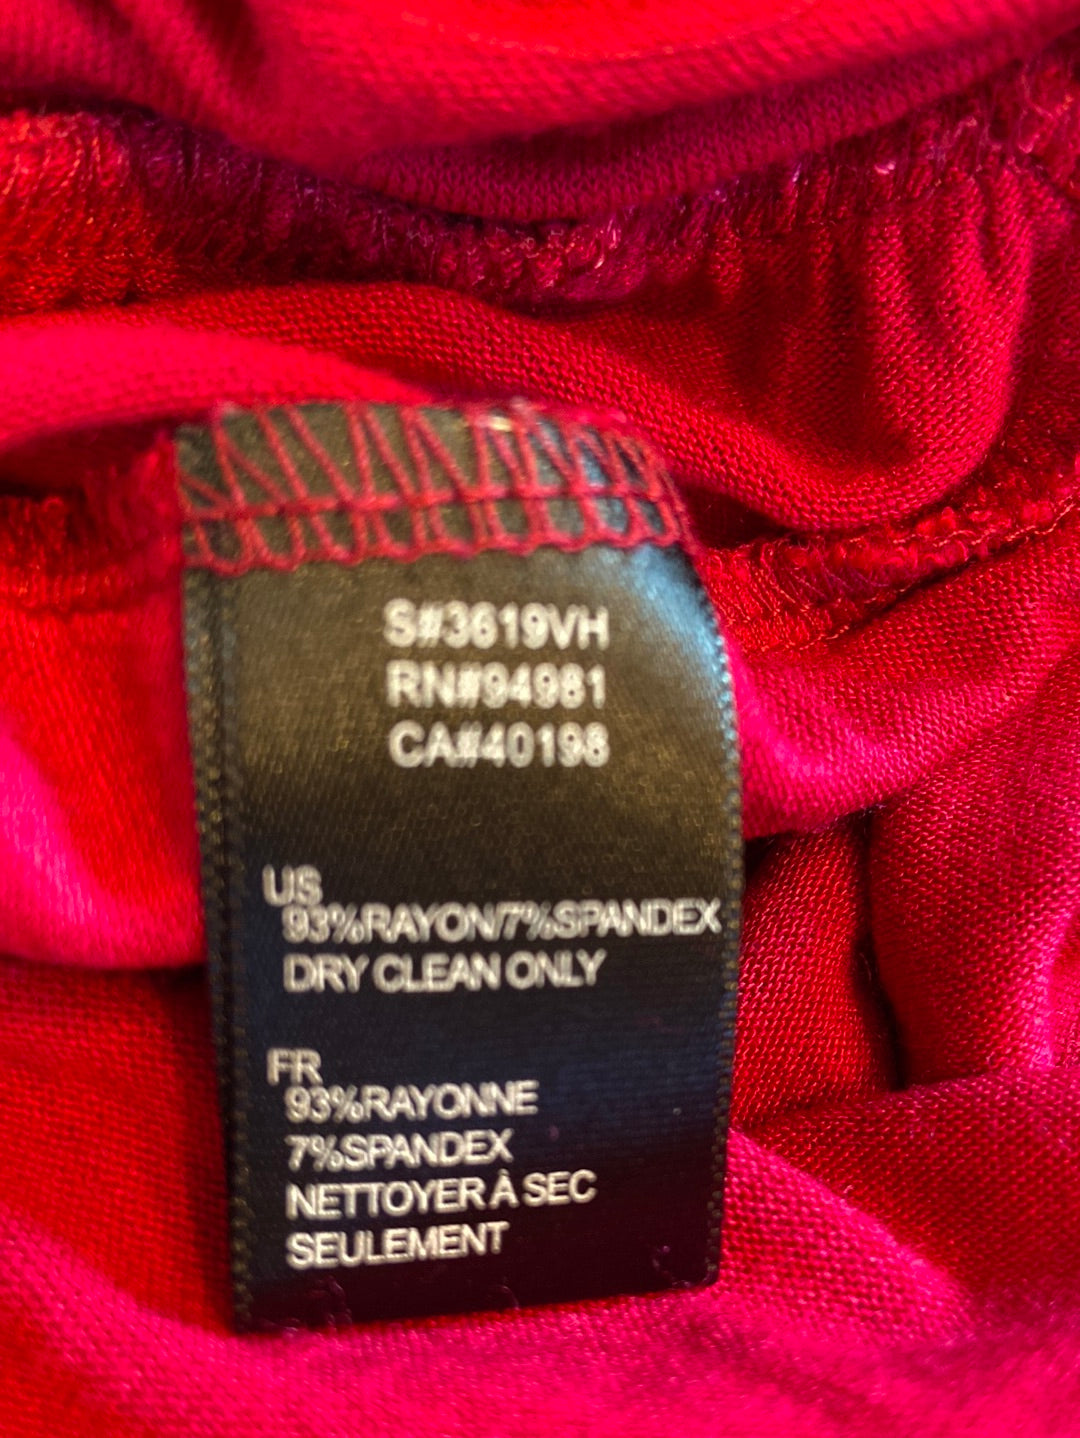 S#3619VH
RN#94981
CA#40198
US
93%RAYON/7%SPANDEX
DRY CLEAN ONLY
FR
93%RAYONNE
7%SPANDEX
NETTOYER À SEC
SEULEMENT